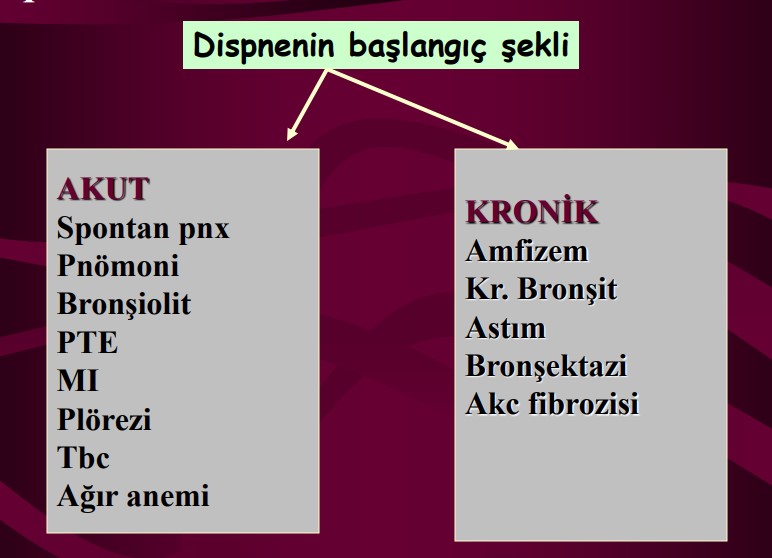 Dispnenin başlangıç şekli
AKUT
Spontan pnx
Pnömoni
Bronşiolit
PTE
MI
Plörezi
Tbc
Ağır anemi
KRONİK
Amfizem
Kr. Bronşit
Astım
Bronşektazi
Akc fibrozisi